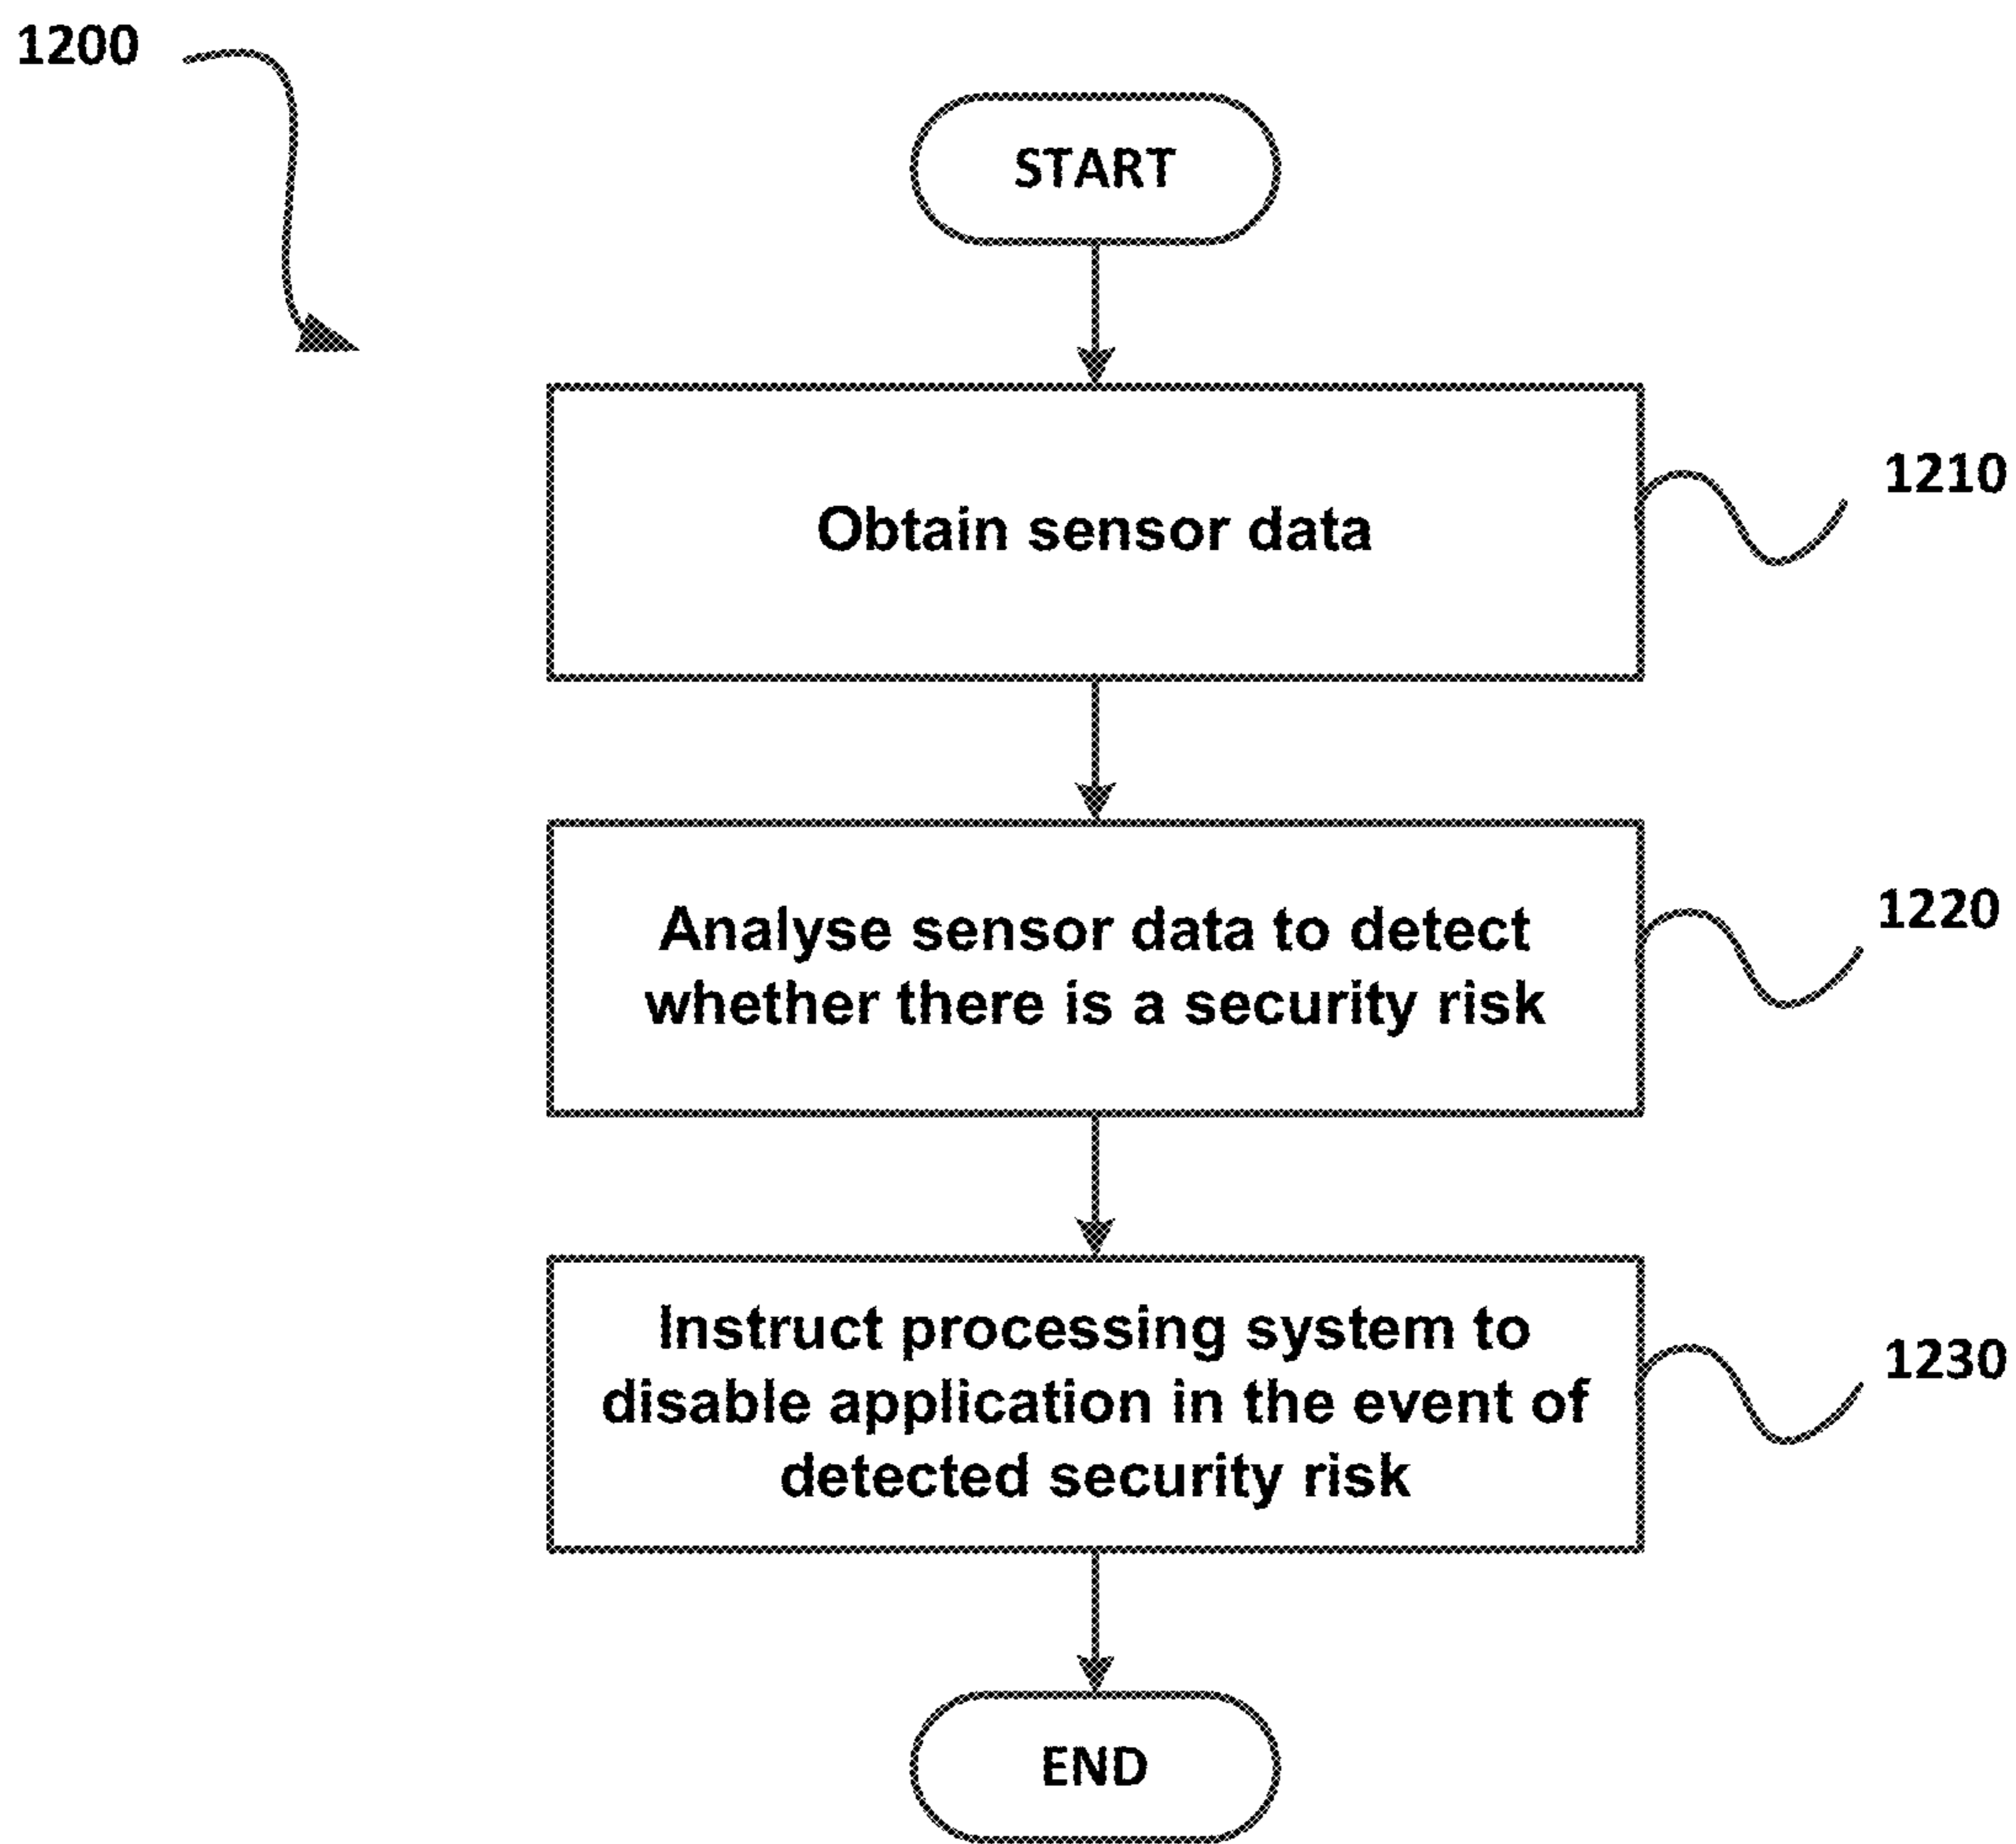 1200
START
Obtain sensor data
1210
Analyse sensor data to detect
whether there is a security risk
1220
Instruct processing system to
disable application in the event of
detected security risk
1230
END